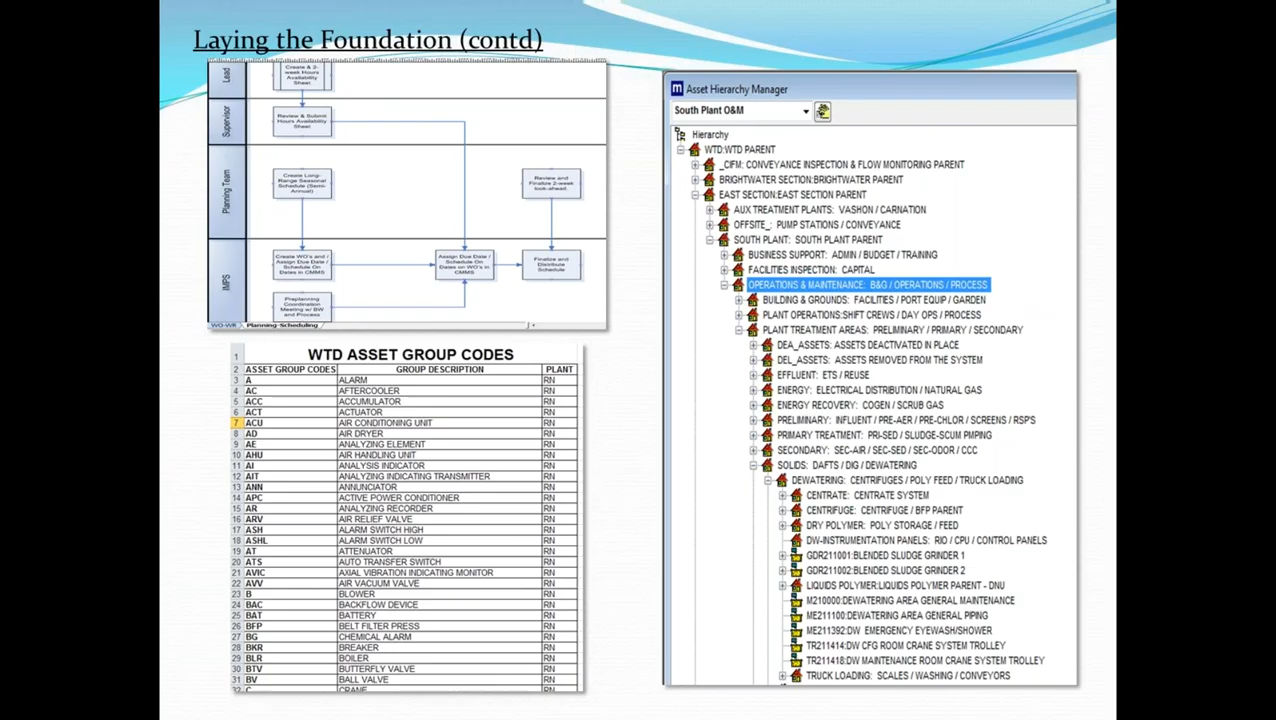 Laying the Foundation (contd)
Lead
Create & 2-
week Hours
Availability
Sheet
Supervisor
Review & Submit
Hours Availability
Sheet
Planning Team
Create Long-
Range Seasonal
Schedule (Semi-
Annual)
Review and
Finalize 2-week
look-ahead.
IMPS
Create WO's and /
Assign Due Date /
Schedule On
Dates in CMMS
Assign Due Date /
Schedule On
Dates on WO's in
CMMS
Finalize and
Distribute
Schedule
Preplanning
Coordination
Meeting w/ BW
and Process
WO-WR Planning-Scheduling
1 WTD ASSET GROUP CODES
2 ASSET GROUP CODES GROUP DESCRIPTION PLANT
3 A ALARM RN
4 AC AFTERCOOLER RN
5 ACC ACCUMULATOR RN
6 ACT ACTUATOR RN
7 ACU AIR CONDITIONING UNIT RN
8 AD AIR DRYER RN
9 AE ANALYZING ELEMENT RN
10 AHU AIR HANDLING UNIT RN
11 AI ANALYSIS INDICATOR RN
12 AIT ANALYZING INDICATING TRANSMITTER RN
13 ANN ANNUNCIATOR RN
14 APC ACTIVE POWER CONDITIONER RN
15 AR ANALYZING RECORDER RN
16 ARV AIR RELIEF VALVE RN
17 ASH ALARM SWITCH HIGH RN
18 ASHL ALARM SWITCH LOW RN
19 AT ATTENUATOR RN
20 ATS AUTO TRANSFER SWITCH RN
21 AVIC AXIAL VIBRATION INDICATING MONITOR RN
22 AVV AIR VACUUM VALVE RN
23 B BLOWER RN
24 BAC BACKFLOW DEVICE RN
25 BAT BATTERY RN
26 BFP BELT FILTER PRESS RN
27 BG CHEMICAL ALARM RN
28 BKR BREAKER RN
29 BLR BOILER RN
30 BTV BUTTERFLY VALVE RN
31 BV BALL VALVE RN
32 C CRANE RN
m Asset Hierarchy Manager
South Plant O&M
Hierarchy
WTD:WTD PARENT
_CIFM: CONVEYANCE INSPECTION & FLOW MONITORING PARENT
BRIGHTWATER SECTION:BRIGHTWATER PARENT
EAST SECTION:EAST SECTION PARENT
AUX TREATMENT PLANTS: VASHON / CARNATION
OFFSITE_: PUMP STATIONS / CONVEYANCE
SOUTH PLANT: SOUTH PLANT PARENT
BUSINESS SUPPORT: ADMIN / BUDGET / TRAINING
FACILITIES INSPECTION: CAPITAL
OPERATIONS & MAINTENANCE: B&G / OPERATIONS / PROCESS
BUILDING & GROUNDS: FACILITIES / PORT EQUIP / GARDEN
PLANT OPERATIONS:SHIFT CREWS / DAY OPS / PROCESS
PLANT TREATMENT AREAS: PRELIMINARY / PRIMARY / SECONDARY
DEA_ASSETS: ASSETS DEACTIVATED IN PLACE
DEL_ASSETS: ASSETS REMOVED FROM THE SYSTEM
EFFLUENT: ETS / REUSE
ENERGY: ELECTRICAL DISTRIBUTION / NATURAL GAS
ENERGY RECOVERY: COGEN / SCRUB GAS
PRELIMINARY: INFLUENT / PRE-AER / PRE-CHLOR / SCREENS / RSP'S
PRIMARY TREATMENT: PRI-SED / SLUDGE-SCUM PMPING
SECONDARY: SEC-AIR / SEC-SED / SEC-ODOR / CCC
SOLIDS: DAFTS / DIG / DEWATERING
DEWATERING: CENTRIFUGES / POLY FEED / TRUCK LOADING
CENTRATE: CENTRATE SYSTEM
CENTRIFUGE: CENTRIFUGE / BFP PARENT
DRY POLYMER: POLY STORAGE / FEED
DW-INSTRUMENTATION PANELS: RIO / CPU / CONTROL PANELS
GDR211001:BLENDED SLUDGE GRINDER 1
GDR211002:BLENDED SLUDGE GRINDER 2
LIQUIDS POLYMER:LIQUIDS POLYMER PARENT - DNU
M210000:DEWATERING AREA GENERAL MAINTENANCE
ME211100:DEWATERING AREA GENERAL PIPING
ME211392:DW EMERGENCY EYEWASH/SHOWER
TR211414:DW CFG ROOM CRANE SYSTEM TROLLEY
TR211418:DW MAINTENANCE ROOM CRANE SYSTEM TROLLEY
TRUCK LOADING: SCALES / WASHING / CONVEYORS